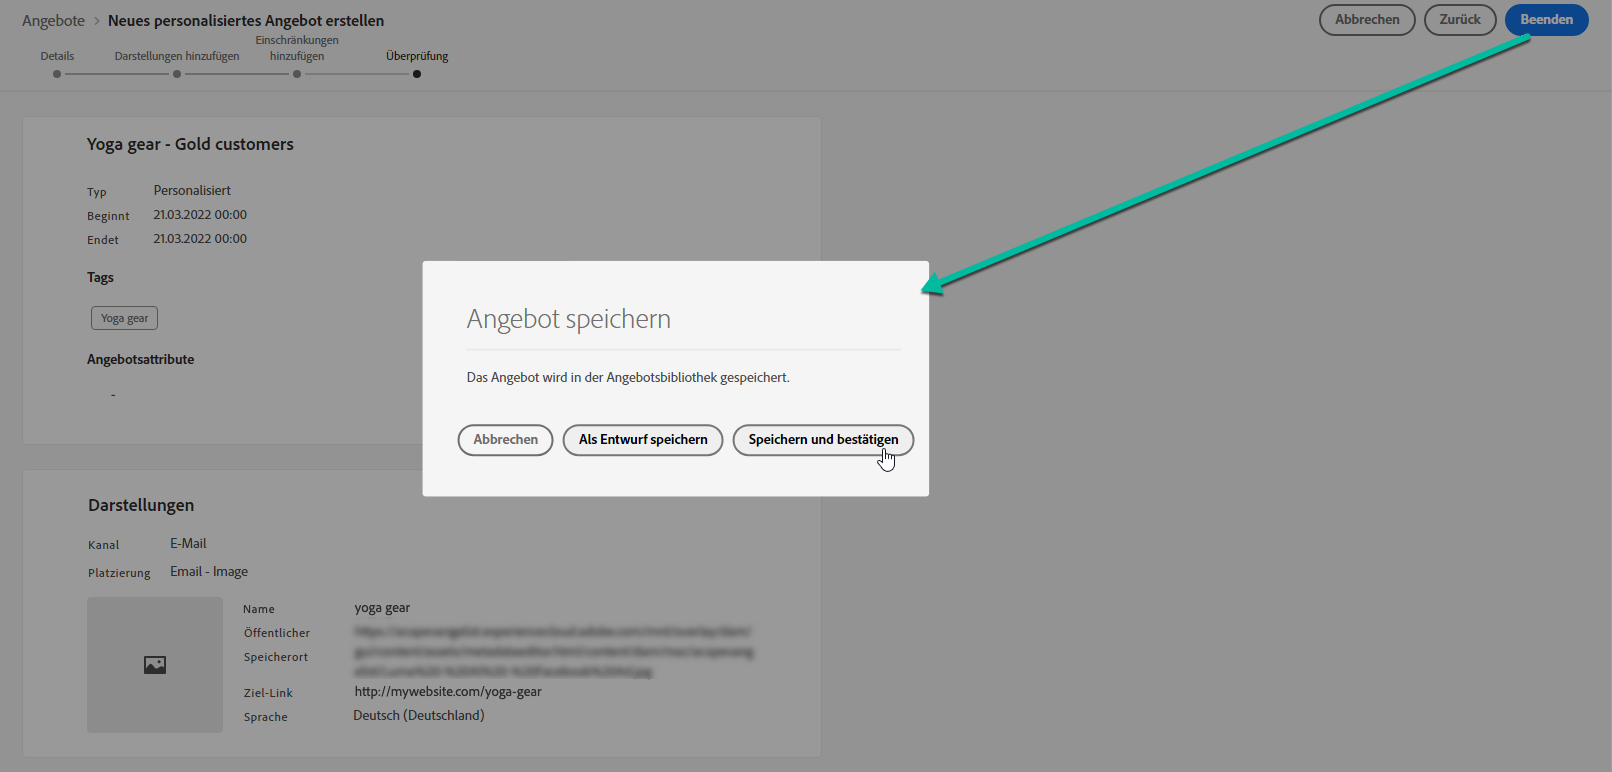 Angebote > Neues personalisiertes Angebot erstellen
Abbrechen
Zurück
Beenden
Details
Darstellungen hinzufügen
Einschränkungen
hinzufügen
Überprüfung
Yoga gear - Gold customers
Typ Personalisiert
Beginnt 21.03.2022 00:00
Endet 21.03.2022 00:00
Tags
Yoga gear
Angebotsattribute
-
Angebot speichern
Das Angebot wird in der Angebotsbibliothek gespeichert.
Abbrechen
Als Entwurf speichern
Speichern und bestätigen
Darstellungen
Kanal E-Mail
Platzierung Email - Image
Name yoga gear
Öffentlicher
Speicherort
Ziel-Link http://mywebsite.com/yoga-gear
Sprache Deutsch (Deutschland)